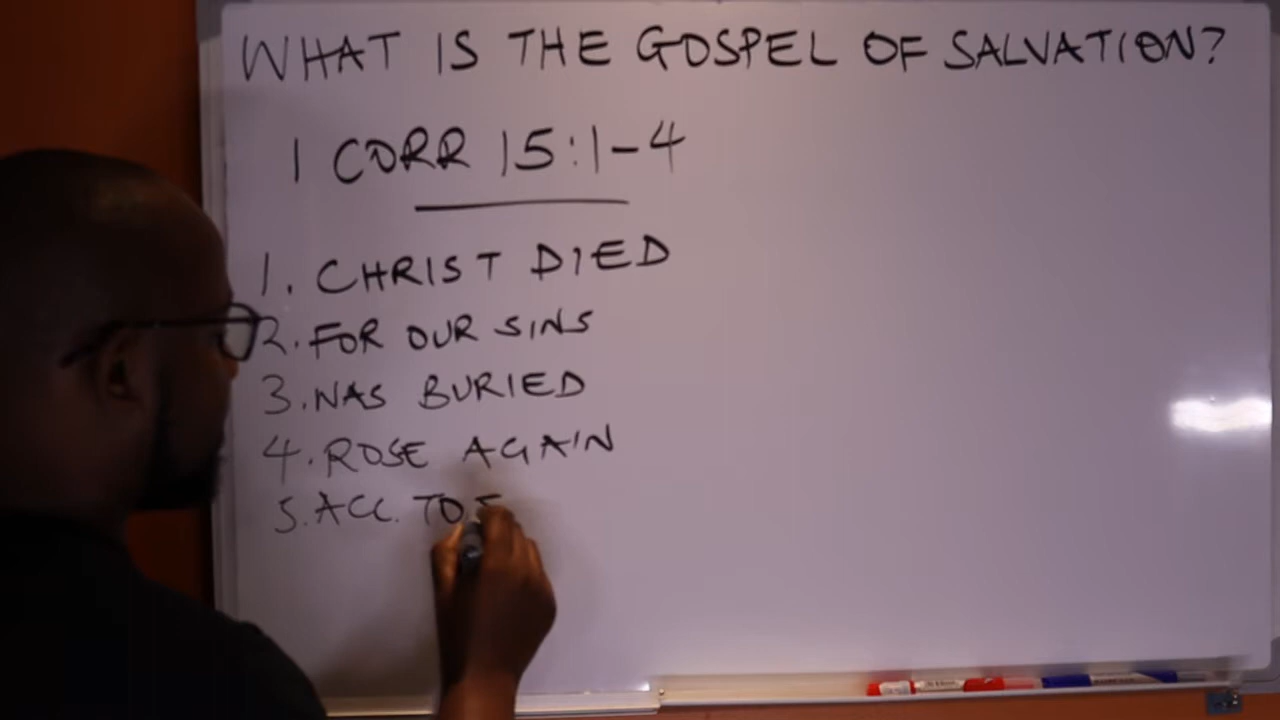 WHAT IS THE GOSPEL OF SALVATION?
1 CORR 15:1-4
1. CHRIST DIED
2. FOR OUR SINS
3. WAS BURIED
4. ROSE AGAIN
5. ACC. TO